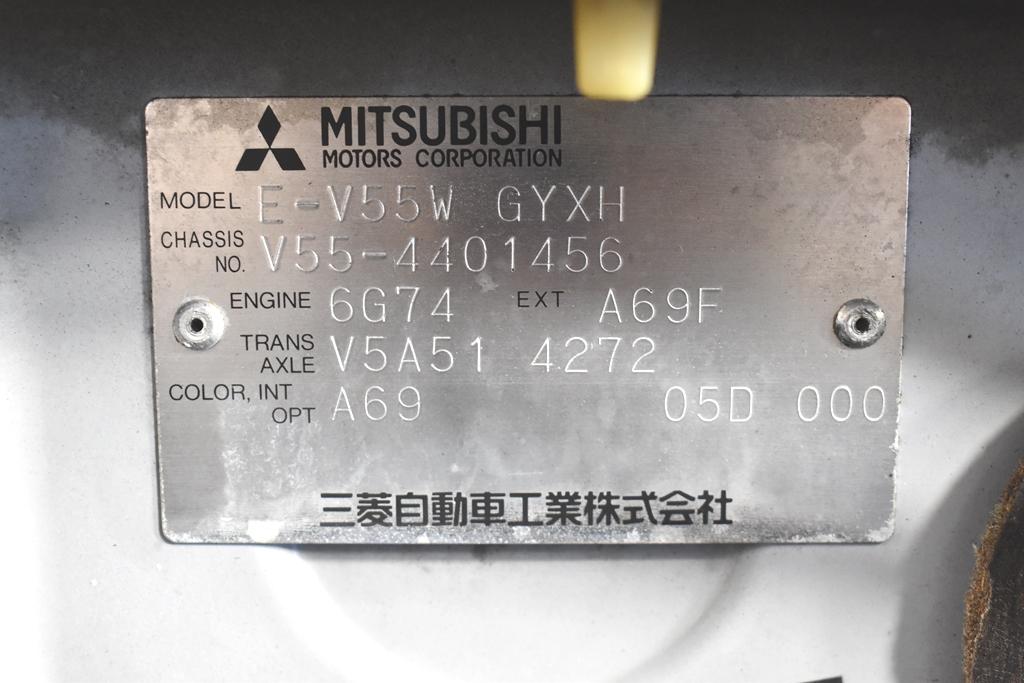 MITSUBISHI
MOTORS CORPORATION
MODEL E-V55W GYXH
CHASSIS NO. V55-4401456
ENGINE 6G74 EXT A69F
TRANS AXLE V5A51 4272
COLOR, INT OPT A69 05D 000
三菱自動車工業株式会社